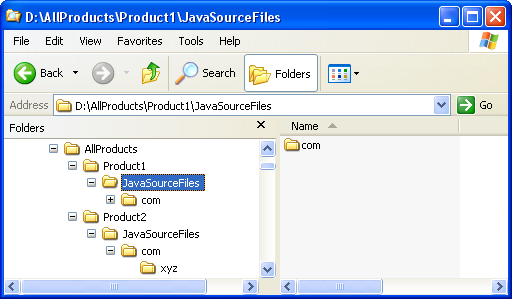 D:\AllProducts\Product1\JavaSourceFiles
File Edit View Favorites Tools Help
Back Search Folders
Address D:\AllProducts\Product1\JavaSourceFiles Go
Folders Name
AllProducts com
Product1
JavaSourceFiles
com
Product2
JavaSourceFiles
com
xyz